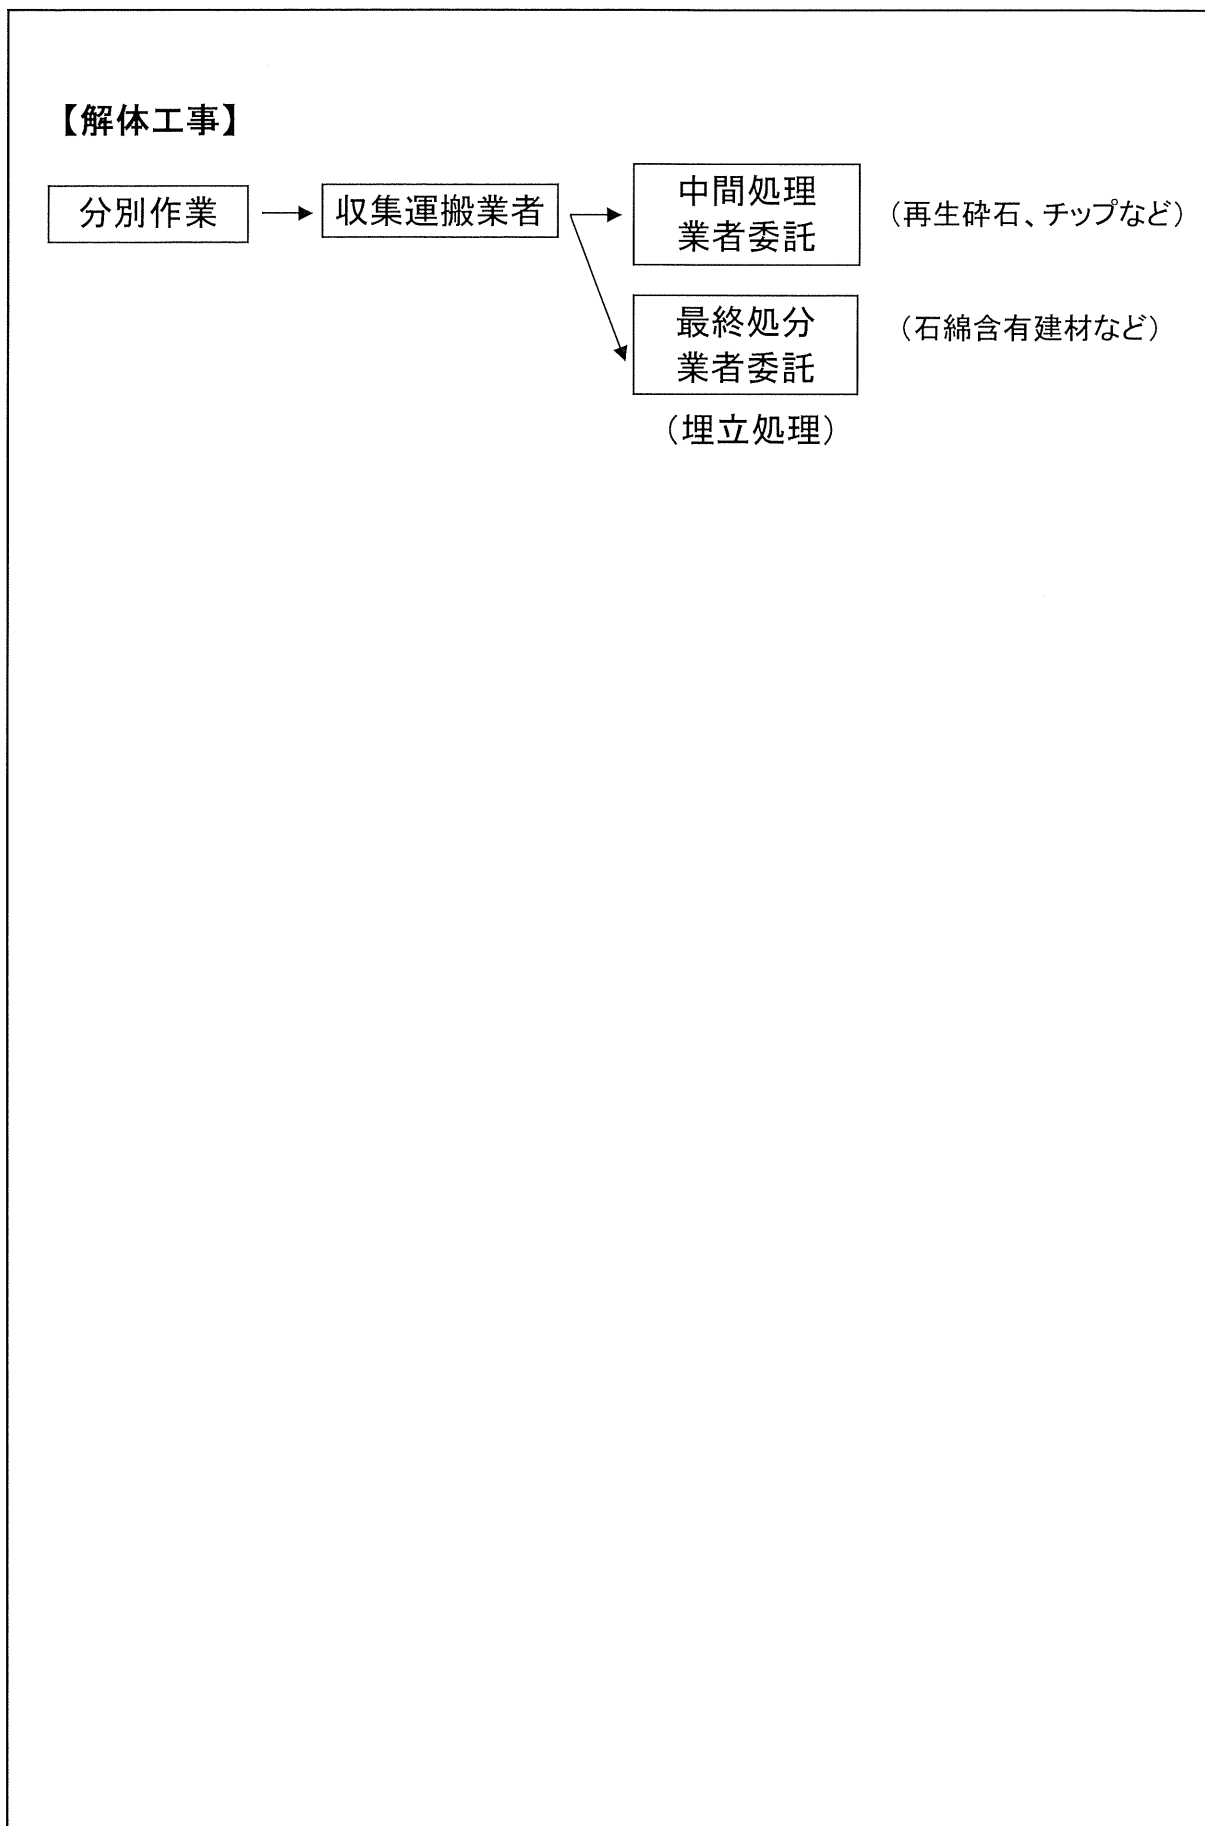 【解体工事】
分別作業
収集運搬業者
中間処理
業者委託
（再生砕石、チップなど）
最終処分
業者委託
（石綿含有建材など）
（埋立処理）